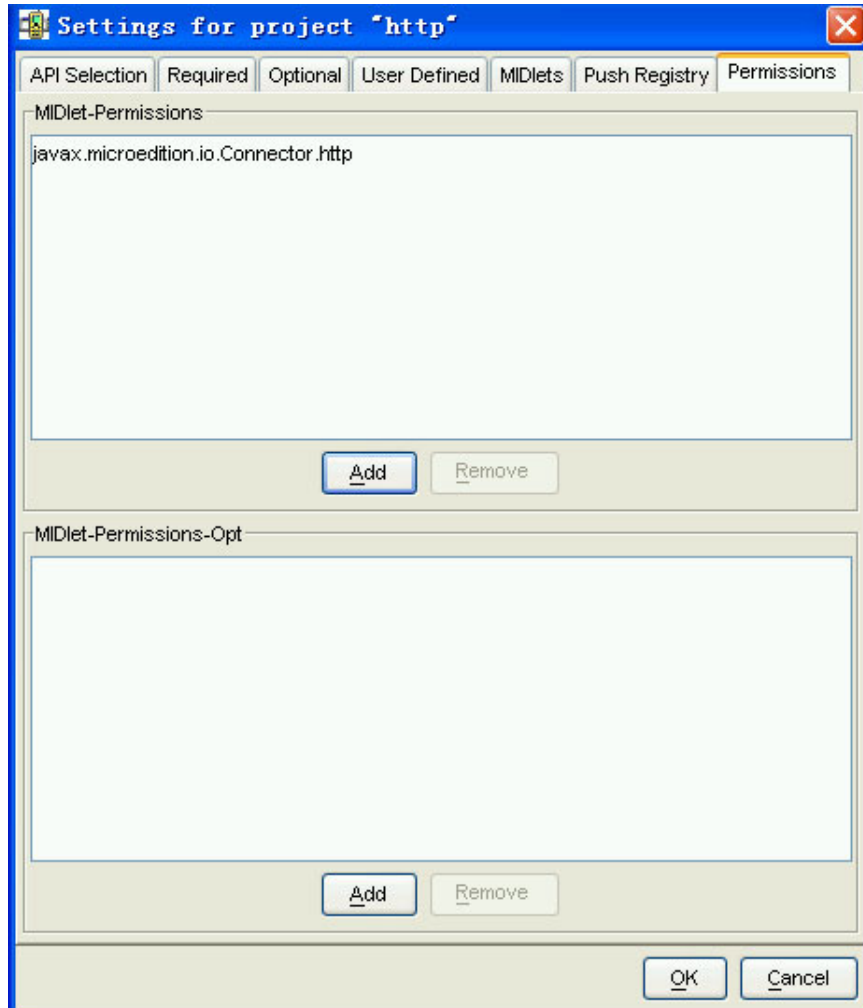 Settings for project "http"
API Selection Required Optional User Defined MIDlets Push Registry Permissions
MIDlet-Permissions
javax.microedition.io.Connector.http
Add Remove
MIDlet-Permissions-Opt
Add Remove
OK Cancel